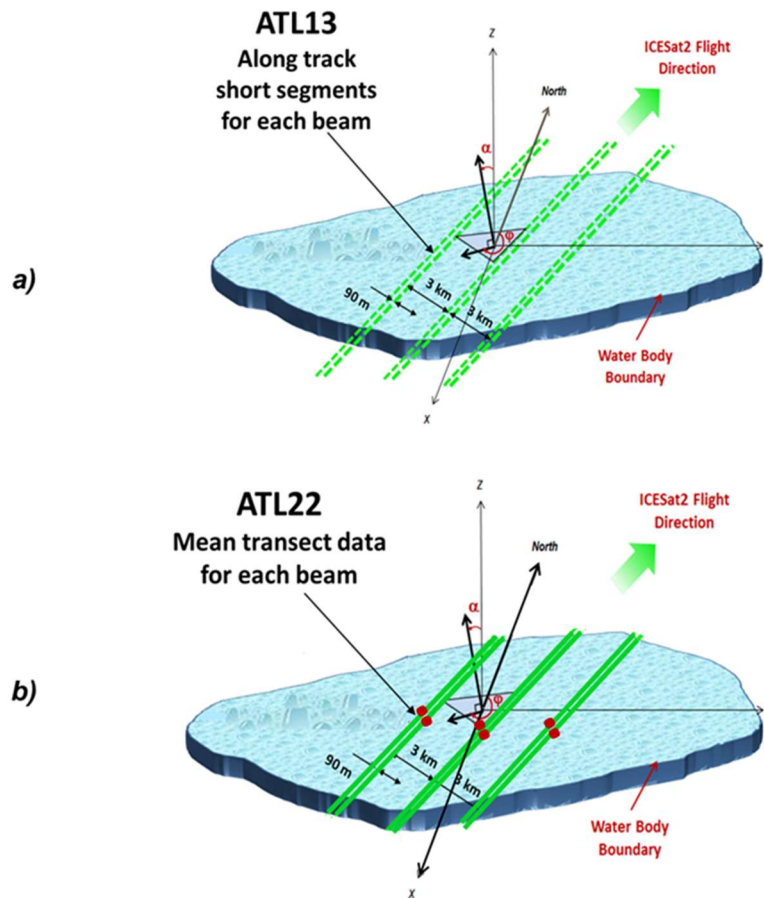 ATL13
Along track
short segments
for each beam
z
ICESat2 Flight
Direction
North
α
φ
a)
90 m
3 km
3 km
Water Body
Boundary
X
ATL22
Mean transect data
for each beam
z
ICESat2 Flight
Direction
North
α
φ
b)
90 m
3 km
3 km
Water Body
Boundary
X